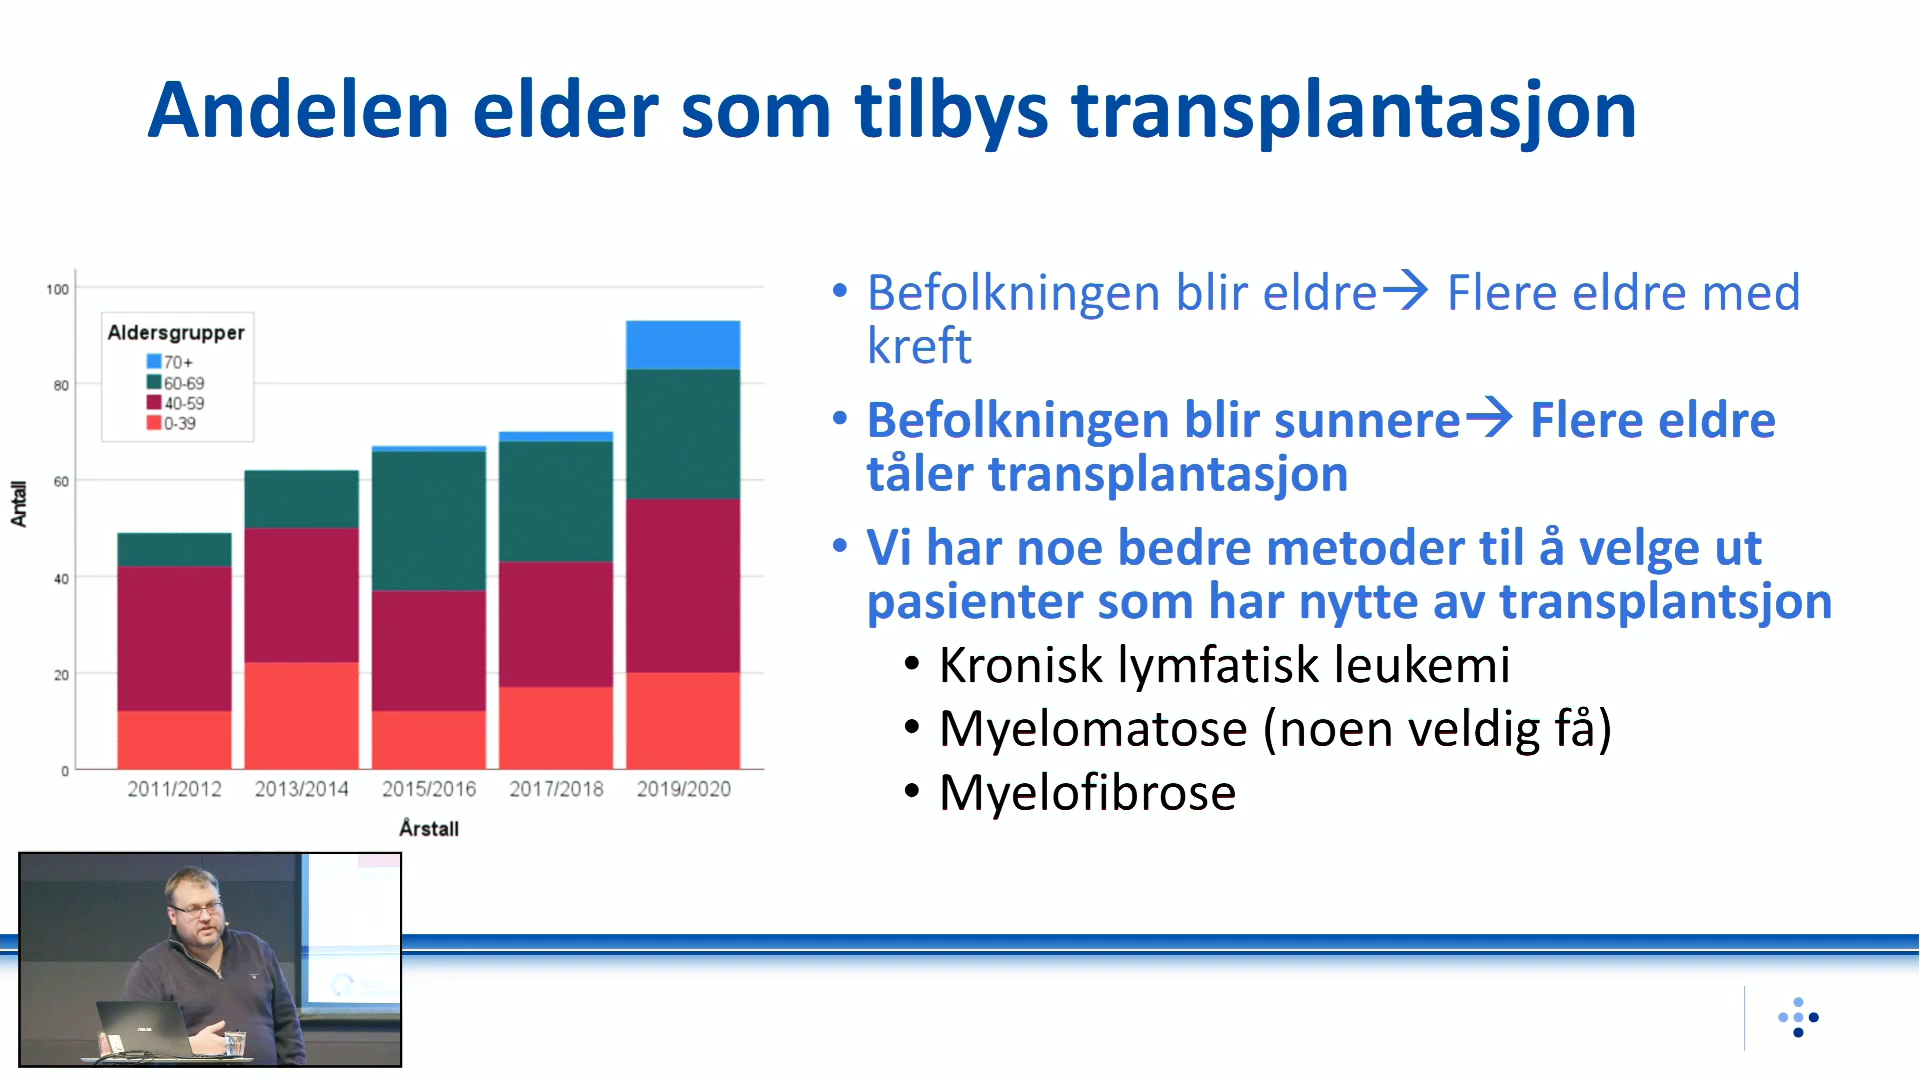 Andelen elder som tilbys transplantasjon
100
80
60
40
20
0
Antall
Aldersgrupper
70+
60-69
40-59
0-39
2011/2012
2013/2014
2015/2016
2017/2018
2019/2020
Årstall
• Befolkningen blir eldre→ Flere eldre med
kreft
• Befolkningen blir sunnere→ Flere eldre
tåler transplantasjon
• Vi har noe bedre metoder til å velge ut
pasienter som har nytte av transplantsjon
• Kronisk lymfatisk leukemi
• Myelomatose (noen veldig få)
• Myelofibrose